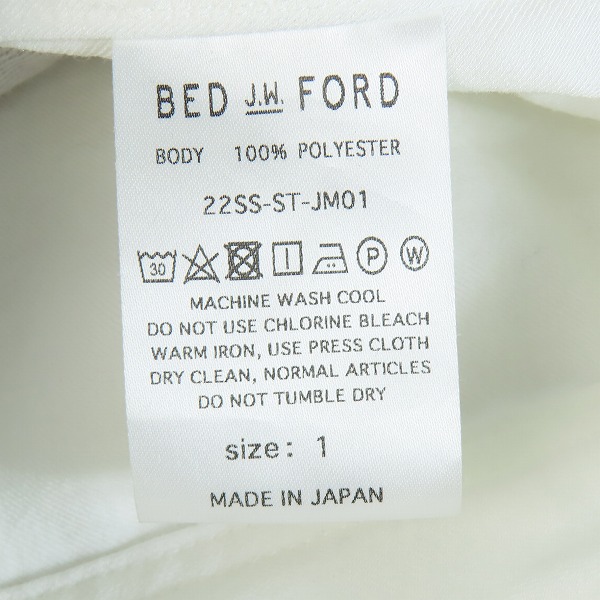 BED J.W. FORD
BODY 100% POLYESTER
22SS-ST-JM01
30 P W
MACHINE WASH COOL
DO NOT USE CHLORINE BLEACH
WARM IRON, USE PRESS CLOTH
DRY CLEAN, NORMAL ARTICLES
DO NOT TUMBLE DRY
size: 1
MADE IN JAPAN